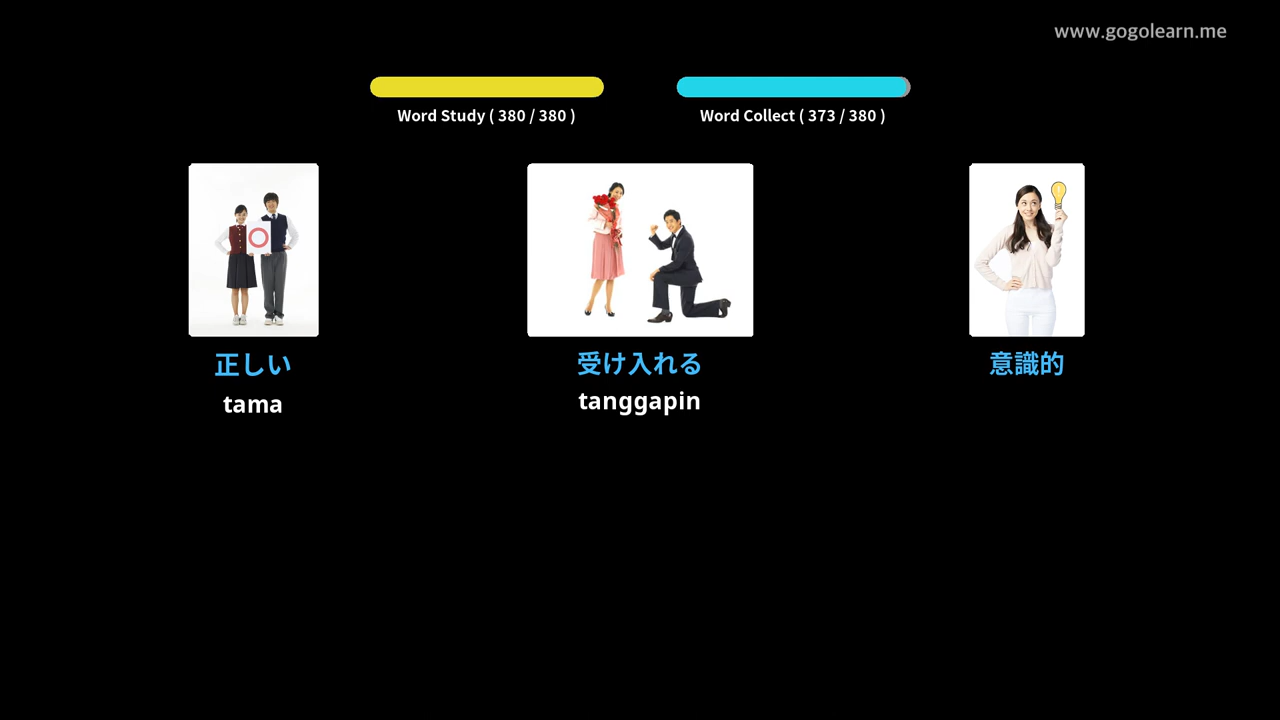 www.gogolearn.me
Word Study ( 380 / 380 )
Word Collect ( 373 / 380 )
正しい
受け入れる
意識的
tama
tanggapin